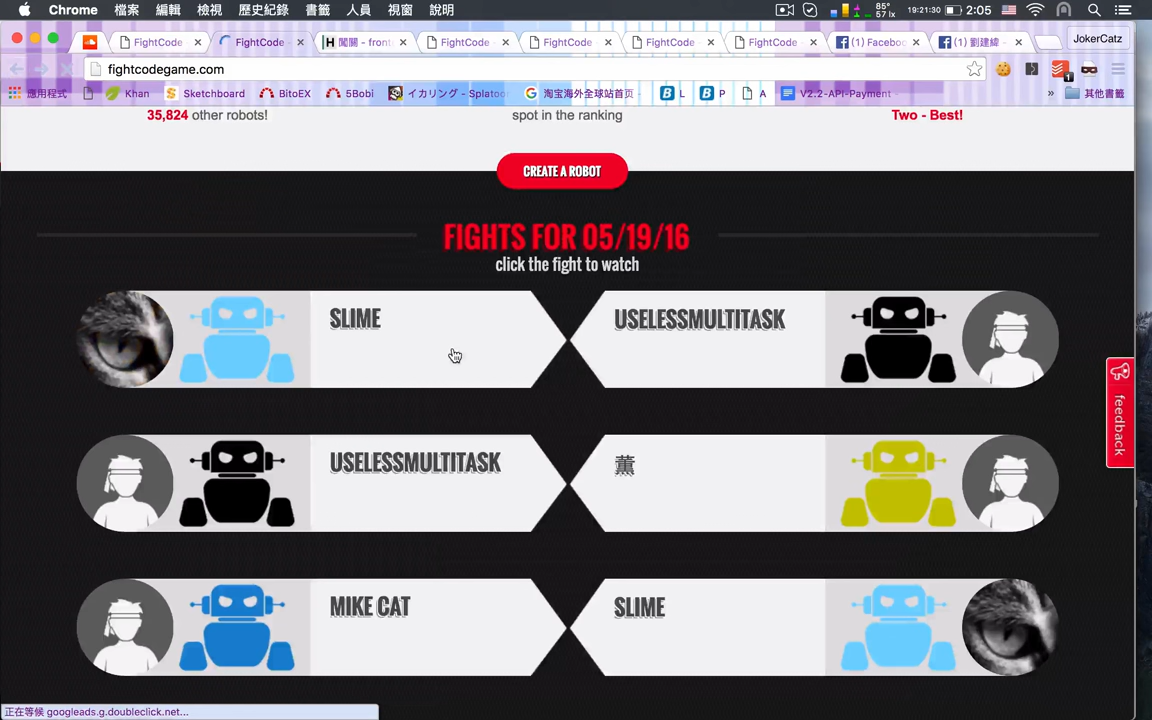 Chrome 檔案 編輯 檢視 歷史紀錄 書籤 人員 視窗 說明 85° 67 lx 19:21:30 2:05
FightCode FightCode 闖關 - front FightCode FightCode FightCode FightCode (1) Faceboo (1) 劉建緯 - JokerCatz
fightcodegame.com
應用程式 Khan Sketchboard BitoEX 5Bobi イカリング - Splatoo 淘宝海外全球站首页 L P A V2.2-API-Payment - » 其他書籤
35,824 other robots! spot in the ranking Two - Best!
CREATE A ROBOT
FIGHTS FOR 05/19/16
click the fight to watch
SLIME USELESSMULTITASK
feedback
USELESSMULTITASK 薰
MIKE CAT SLIME
正在等候 googleads.g.doubleclick.net...